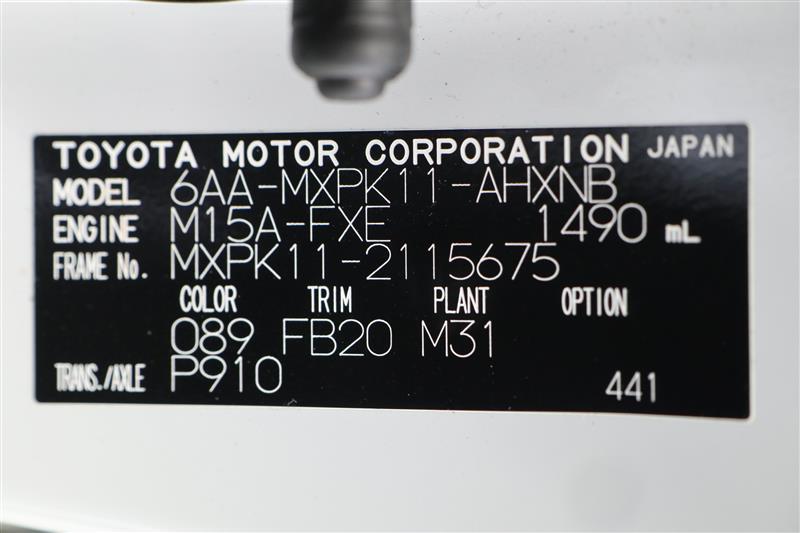 TOYOTA MOTOR CORPORATION JAPAN
MODEL 6AA-MXPK11-AHXNB
ENGINE M15A-FXE 1490 mL
FRAME No. MXPK11-2115675
COLOR TRIM PLANT OPTION
089 FB20 M31
TRANS./AXLE P910 441